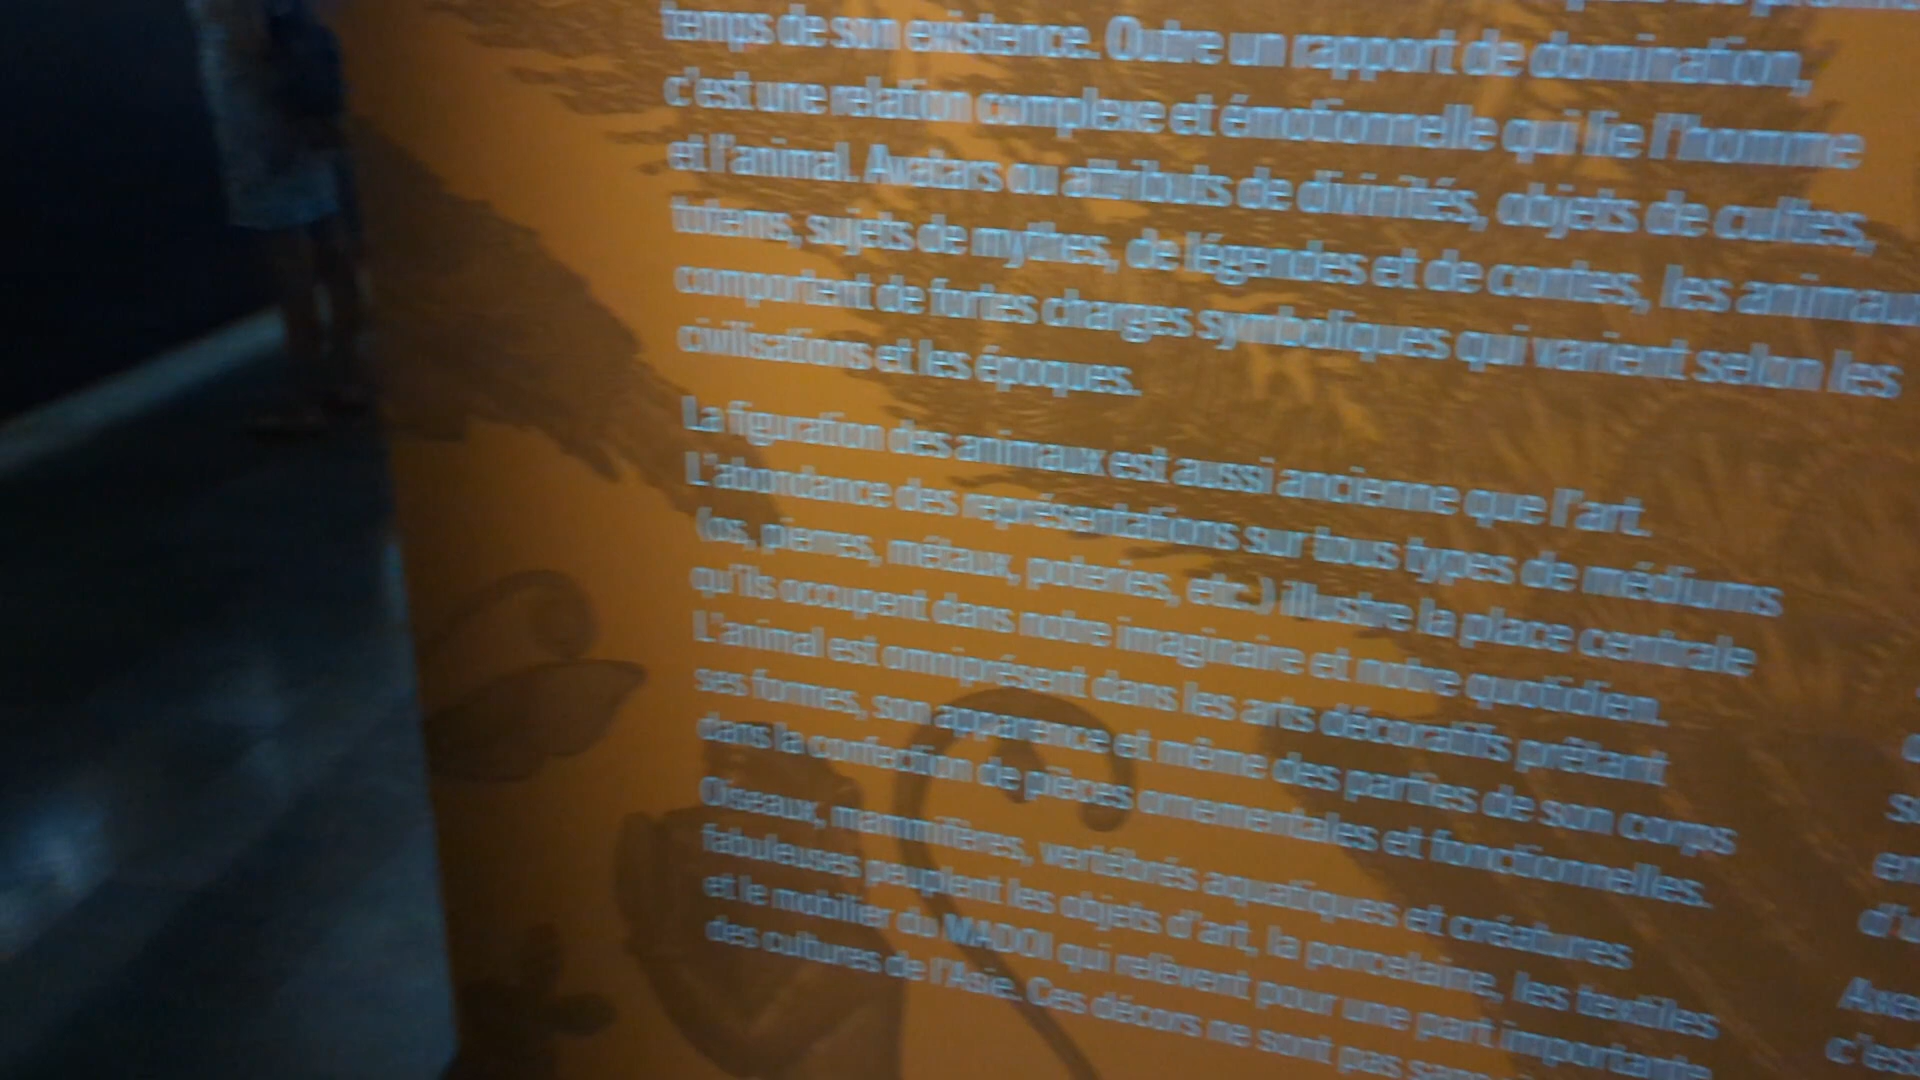 temps de son existence. Outre un rapport de domination,
c'est une relation complexe et émotionnelle qui lie l'homme
et l'animal. Avatars ou attributs de divinités, objets de cultes,
totems, sujets de mythes, de légendes et de contes, les animaux
comportent de fortes charges symboliques qui varient selon les
civilisations et les époques.
La figuration des animaux est aussi ancienne que l'art.
L'abondance des représentations sur tous types de médiums
(os, pierres, métaux, poteries, etc.) illustre la place centrale
qu'ils occupent dans notre imaginaire et notre quotidien.
L'animal est omniprésent dans les arts décoratifs prêtant
ses formes, son apparence et même des parties de son corps
dans la confection de pièces ornementales et fonctionnelles.
Oiseaux, mammifères, vertébrés aquatiques et créatures
fabuleuses peuplent les objets d'art, la porcelaine, les textiles
et le mobilier du MADOI qui relèvent pour une part importante
des cultures de l'Asie. Ces décors ne sont pas
c'est